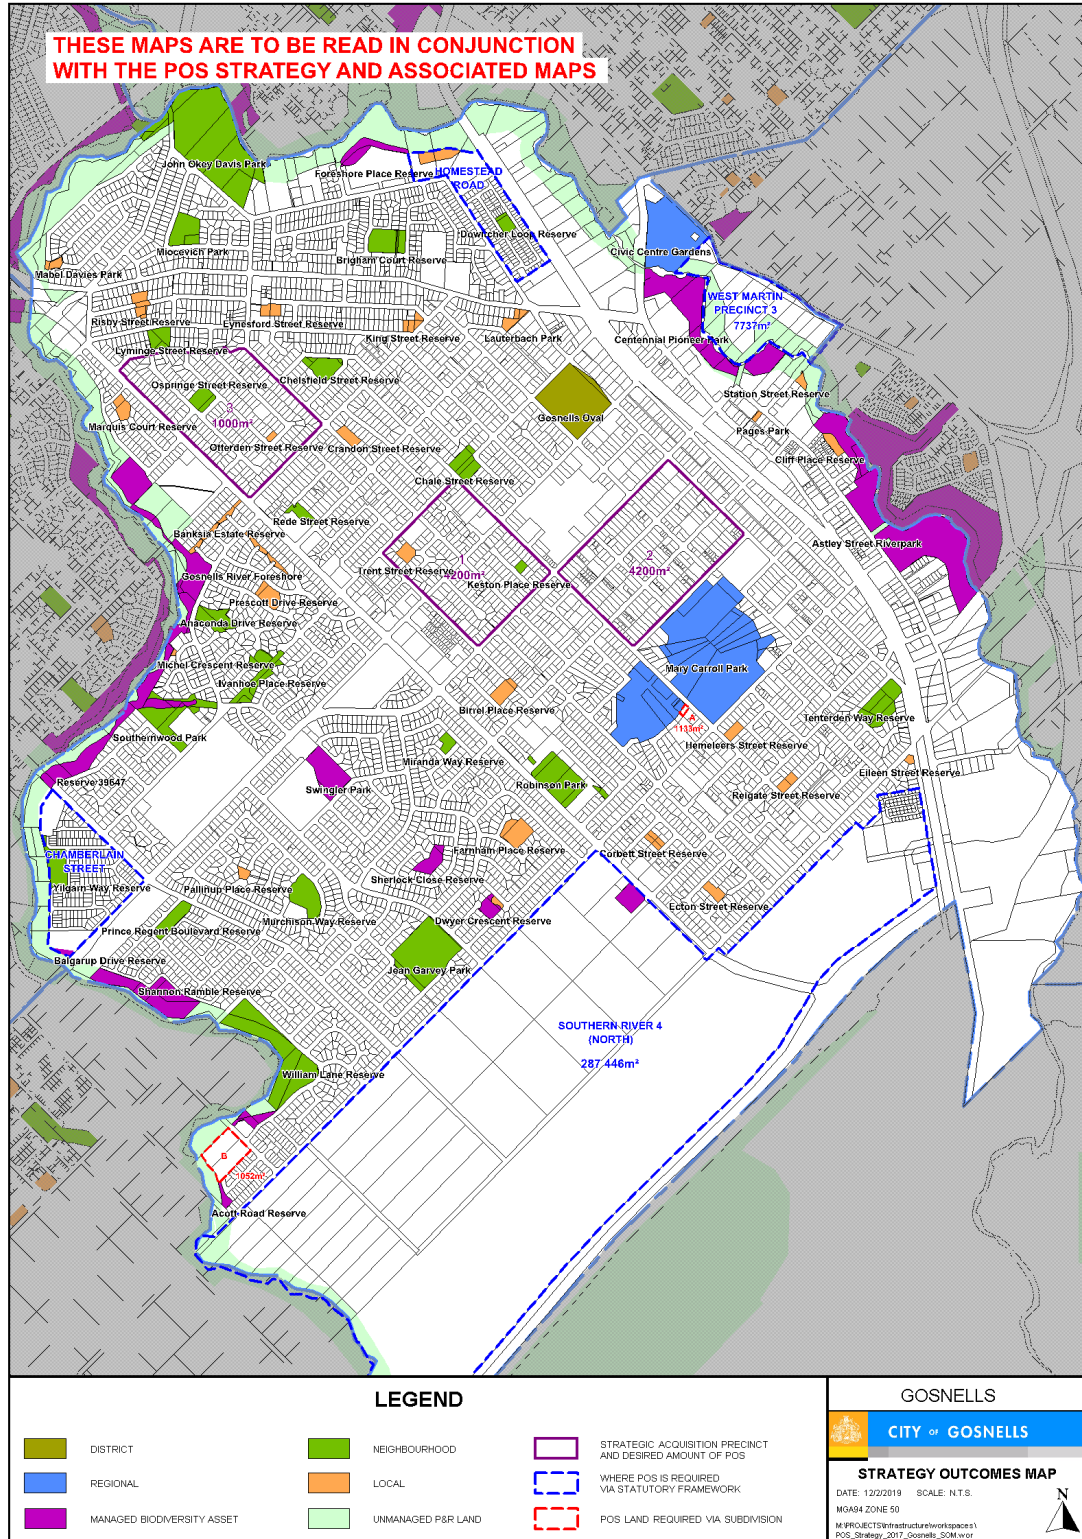 THESE MAPS ARE TO BE READ IN CONJUNCTION
WITH THE POS STRATEGY AND ASSOCIATED MAPS
John Okey Davis Park
Foreshore Place Reserve
HOMESTEAD
ROAD
Miocevich Park
Brigham Court Reserve
Dowitcher Loop Reserve
Civic Centre Gardens
Mabel Davies Park
WEST MARTIN
PRECINCT 3
7737m²
Risby Street Reserve
Eynesford Street Reserve
King Street Reserve
Lauterbach Park
Centennial Pioneer Park
Lyminge Street Reserve
Ospringe Street Reserve
Chelsfield Street Reserve
Station Street Reserve
3
1000m²
Marquis Court Reserve
Gosnells Oval
Pages Park
Otterden Street Reserve
Crandon Street Reserve
Cliff Place Reserve
Chale Street Reserve
Rede Street Reserve
Banksia Estate Reserve
Astley Street Riverpark
1
4200m²
2
4200m²
Trent Street Reserve
Keston Place Reserve
Gosnells River Foreshore
Prescott Drive Reserve
Anaconda Drive Reserve
Michel Crescent Reserve
Ivanhoe Place Reserve
Mary Carroll Park
Birrel Place Reserve
Tenterden Way Reserve
A
1133m²
Southernwood Park
Hemeleers Street Reserve
Miranda Way Reserve
Eileen Street Reserve
Reserve 39647
Swingler Park
Robinson Park
Reigate Street Reserve
CHAMBERLAIN
STREET
Farnham Place Reserve
Corbett Street Reserve
Sherlock Close Reserve
Yilgarn Way Reserve
Pallinup Place Reserve
Ecton Street Reserve
Murchison Way Reserve
Dwyer Crescent Reserve
Prince Regent Boulevard Reserve
Balgarup Drive Reserve
Jean Garvey Park
Shannon Ramble Reserve
SOUTHERN RIVER 4
(NORTH)
287 446m²
William Lane Reserve
B
1052m²
Acott Road Reserve
LEGEND
DISTRICT
REGIONAL
MANAGED BIODIVERSITY ASSET
NEIGHBOURHOOD
LOCAL
UNMANAGED P&R LAND
STRATEGIC ACQUISITION PRECINCT
AND DESIRED AMOUNT OF POS
WHERE POS IS REQUIRED
VIA STATUTORY FRAMEWORK
POS LAND REQUIRED VIA SUBDIVISION
GOSNELLS
CITY OF GOSNELLS
STRATEGY OUTCOMES MAP
DATE: 12/2/2019 SCALE: N.T.S.
MGA94 ZONE 50
M:\PROJECTS\Infrastructure\workspaces\
POS_Strategy_2017_Gosnells_SOM.wor
N